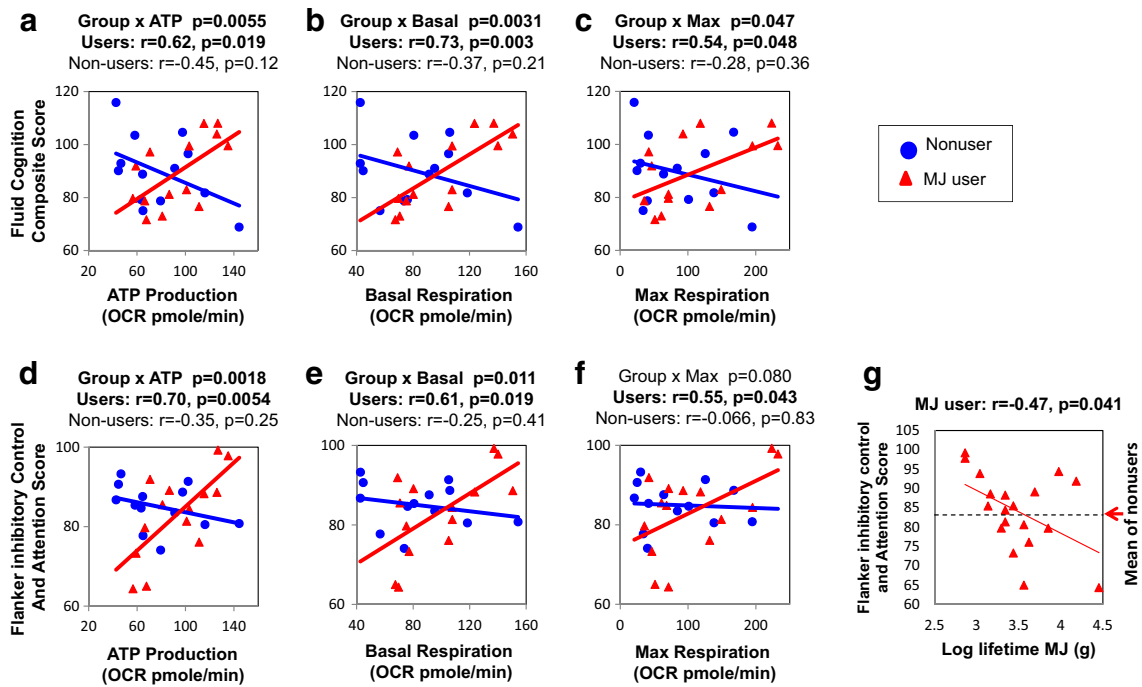 a
Group x ATP p=0.0055
Users: r=0.62, p=0.019
Non-users: r=-0.45, p=0.12
Fluid Cognition
Composite Score
120
100
80
60
20
60
100
140
ATP Production
(OCR pmole/min)
b
Group x Basal p=0.0031
Users: r=0.73, p=0.003
Non-users: r=-0.37, p=0.21
120
100
80
60
40
80
120
160
Basal Respiration
(OCR pmole/min)
c
Group x Max p=0.047
Users: r=0.54, p=0.048
Non-users: r=-0.28, p=0.36
120
100
80
60
0
100
200
Max Respiration
(OCR pmole/min)
Nonuser
MJ user
d
Group x ATP p=0.0018
Users: r=0.70, p=0.0054
Non-users: r=-0.35, p=0.25
Flanker inhibitory Control
And Attention Score
100
80
60
20
60
100
140
ATP Production
(OCR pmole/min)
e
Group x Basal p=0.011
Users: r=0.61, p=0.019
Non-users: r=-0.25, p=0.41
100
80
60
40
80
120
160
Basal Respiration
(OCR pmole/min)
f
Group x Max p=0.080
Users: r=0.55, p=0.043
Non-users: r=-0.066, p=0.83
100
80
60
0
100
200
Max Respiration
(OCR pmole/min)
g
MJ user: r=-0.47, p=0.041
Flanker inhibitory control
and Attention Score
105
100
95
90
85
80
75
70
65
60
2.5
3
3.5
4
4.5
Log lifetime MJ (g)
Mean of nonusers